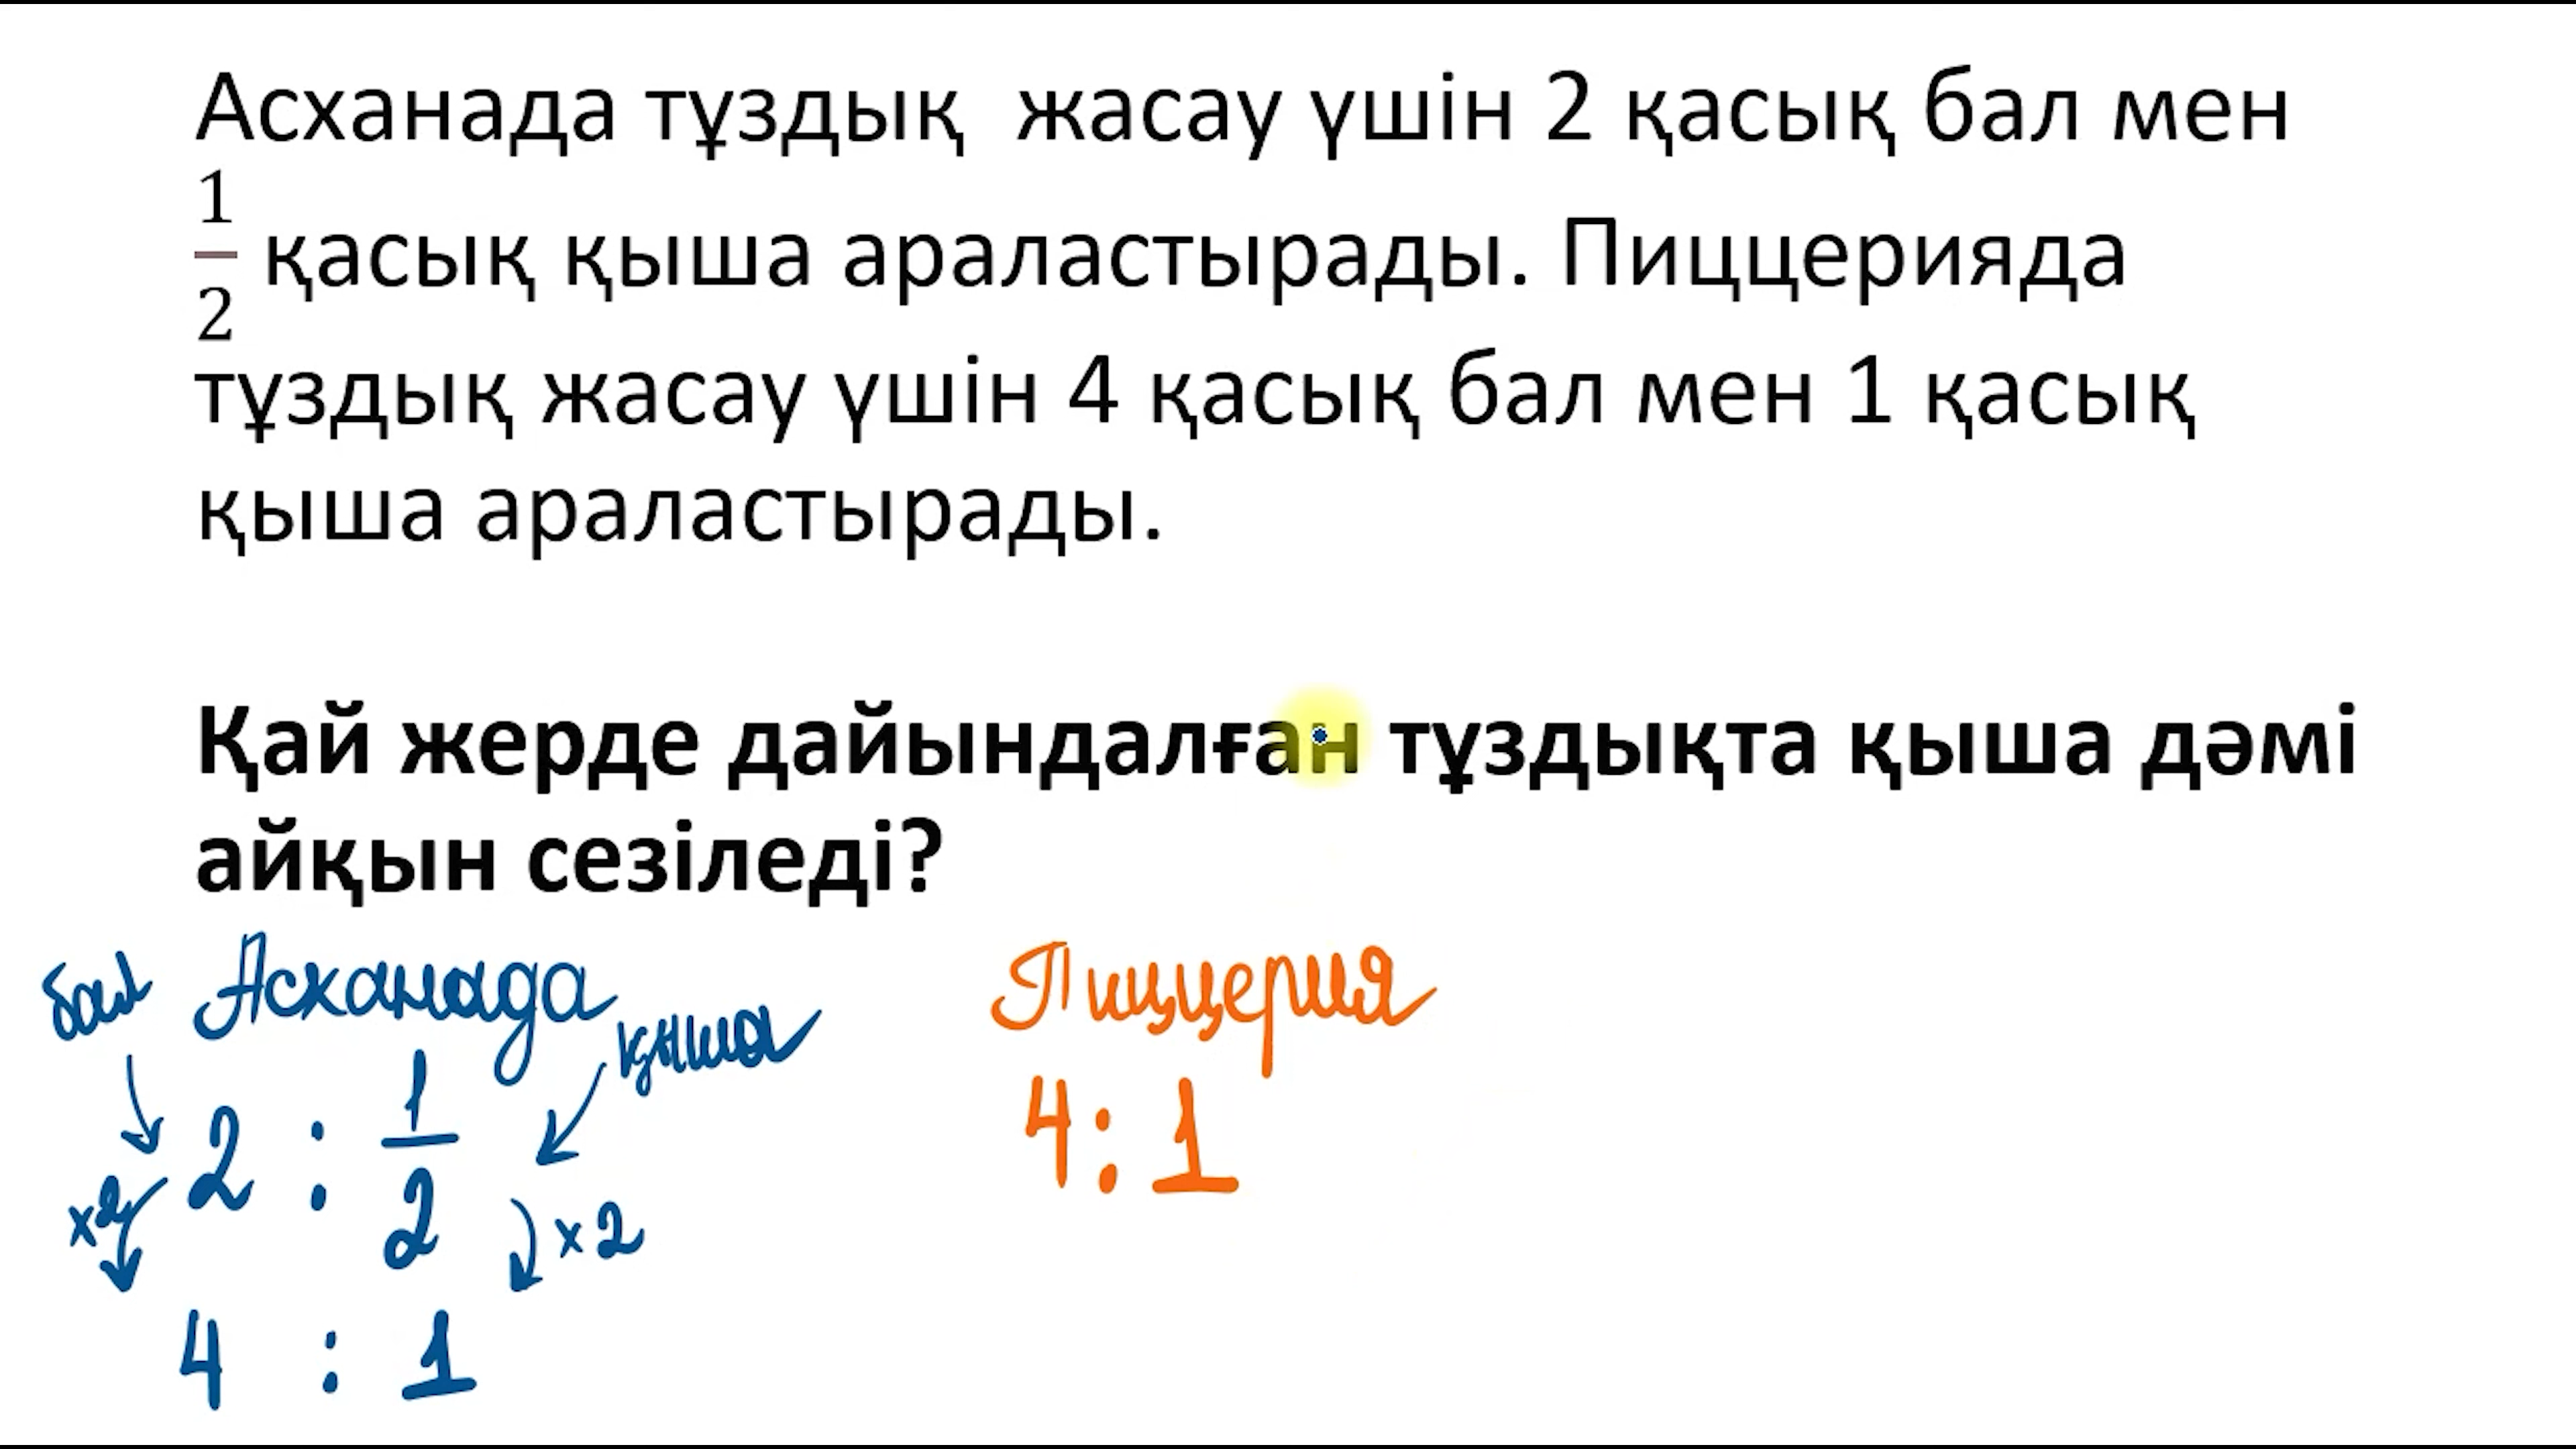 Асханада тұздық жасау үшін 2 қасық бал мен
1/2 қасық қыша араластырады. Пиццерияда
тұздық жасау үшін 4 қасық бал мен 1 қасық
қыша араластырады.
Қай жерде дайындалған тұздықта қыша дәмі
айқын сезіледі?
бал Асханада қыша
2 : 1/2
x2 x2
4 : 1
Пиццерия
4 : 1